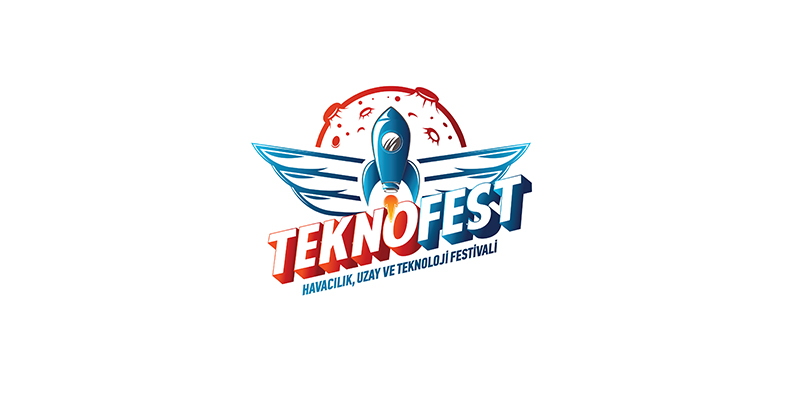 TEKNOFEST
HAVACILIK, UZAY VE TEKNOLOJİ FESTİVALİ